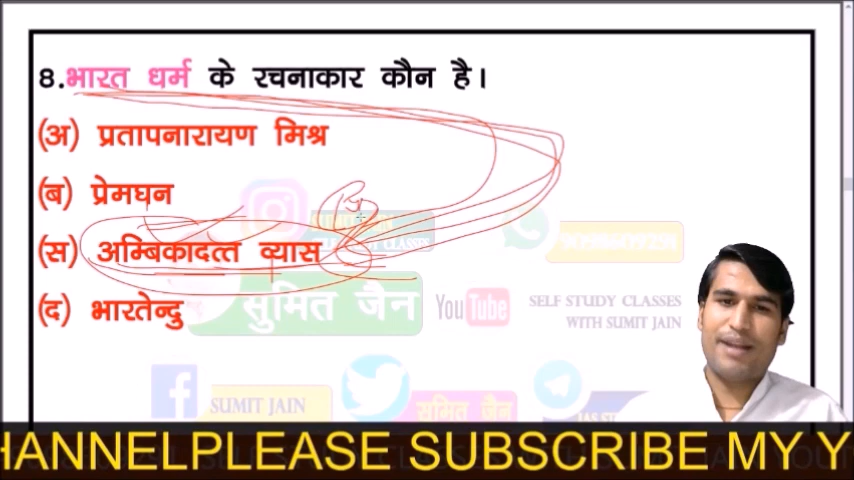 8.भारत धर्म के रचनाकार कौन है।
(अ) प्रतापनारायण मिश्र
(ब) प्रेमघन
(स) अम्बिकादत्त व्यास
(द) भारतेन्दु
सुमित जैन
YouTube
SELF STUDY CLASSES
WITH SUMIT JAIN
SUMIT JAIN
सुमित जैन
HANNELPLEASE SUBSCRIBE MY Y